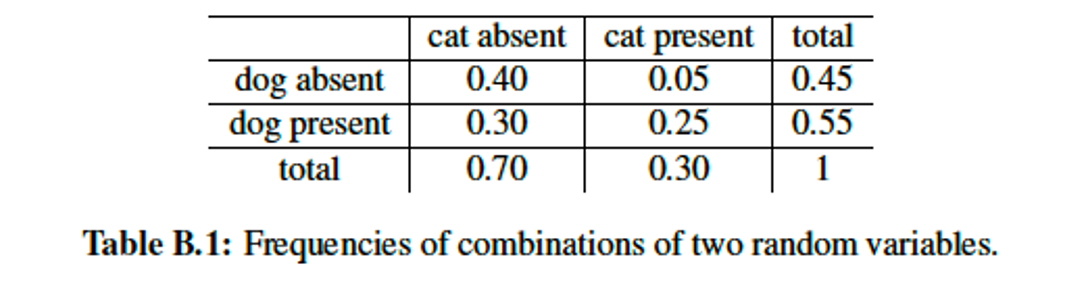 cat absent cat present total
dog absent 0.40 0.05 0.45
dog present 0.30 0.25 0.55
total 0.70 0.30 1
Table B.1: Frequencies of combinations of two random variables.